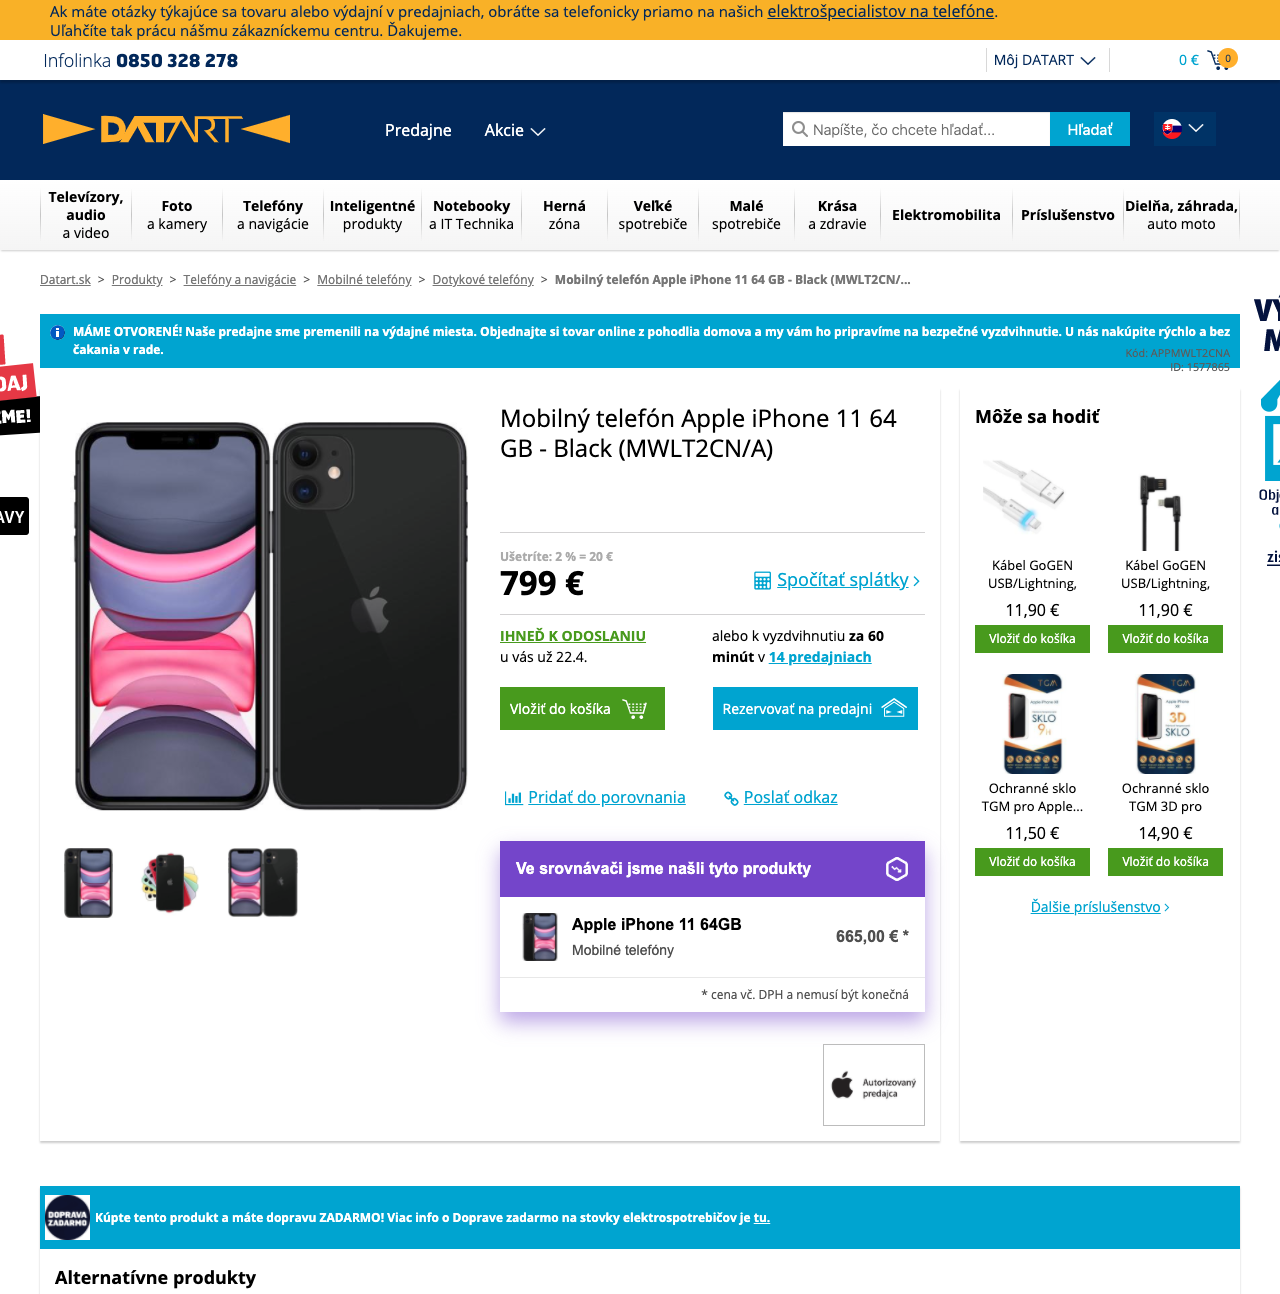 Ak máte otázky týkajúce sa tovaru alebo výdajní v predajniach, obráťte sa telefonicky priamo na našich elektrošpecialistov na telefóne.
Uľahčíte tak prácu nášmu zákazníckemu centru. Ďakujeme.
Infolinka 0850 328 278
Môj DATART
0 €
0
DATART
Predajne
Akcie
Napíšte, čo chcete hľadať...
Hľadať
Televízory, audio a video
Foto a kamery
Telefóny a navigácie
Inteligentné produkty
Notebooky a IT Technika
Herná zóna
Veľké spotrebiče
Malé spotrebiče
Krása a zdravie
Elektromobilita
Príslušenstvo
Dielňa, záhrada, auto moto
Datart.sk > Produkty > Telefóny a navigácie > Mobilné telefóny > Dotykové telefóny > Mobilný telefón Apple iPhone 11 64 GB - Black (MWLT2CN/...
MÁME OTVORENÉ! Naše predajne sme premenili na výdajné miesta. Objednajte si tovar online z pohodlia domova a my vám ho pripravíme na bezpečné vyzdvihnutie. U nás nakúpite rýchlo a bez
čakania v rade.
Kód: APPMWLT2CNA
ID: 1577865
Mobilný telefón Apple iPhone 11 64
GB - Black (MWLT2CN/A)
Ušetríte: 2 % = 20 €
799 €
Spočítať splátky
IHNEĎ K ODOSLANIU
u vás už 22.4.
alebo k vyzdvihnutiu za 60
minút v 14 predajniach
Vložiť do košíka
Rezervovať na predajni
Pridať do porovnania
Poslať odkaz
Ve srovnávači jsme našli tyto produkty
Apple iPhone 11 64GB
Mobilné telefóny
665,00 € *
* cena vč. DPH a nemusí být konečná
Autorizovaný
predajca
Môže sa hodiť
Kábel GoGEN
USB/Lightning,
11,90 €
Vložiť do košíka
Kábel GoGEN
USB/Lightning,
11,90 €
Vložiť do košíka
TGM
SKLO
Ochranné sklo
TGM pro Apple...
11,50 €
Vložiť do košíka
TGM
3D
SKLO
Ochranné sklo
TGM 3D pro
14,90 €
Vložiť do košíka
Ďalšie príslušenstvo
DOPRAVA
ZADARMO
Kúpte tento produkt a máte dopravu ZADARMO! Viac info o Doprave zadarmo na stovky elektrospotrebičov je tu.
Alternatívne produkty